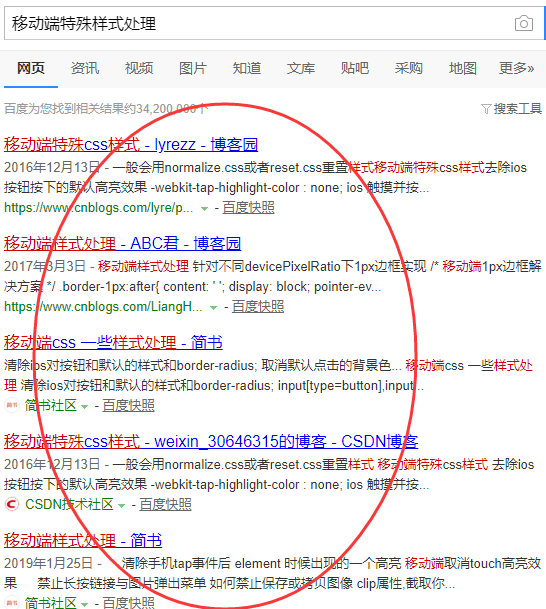 移动端特殊样式处理
网页 资讯 视频 图片 知道 文库 贴吧 采购 地图 更多»
百度为您找到相关结果约34,200,000个 搜索工具
移动端特殊css样式 - lyrezz - 博客园
2016年12月13日 - 一般会用normalize.css或者reset.css重置样式移动端特殊css样式去除ios
按钮按下的默认高亮效果 -webkit-tap-highlight-color : none; ios 触摸并按...
https://www.cnblogs.com/lyre/p... - 百度快照
移动端样式处理 - ABC君 - 博客园
2017年3月3日 - 移动端样式处理 针对不同devicePixelRatio下1px边框实现 /* 移动端1px边框解
决方案 */ .border-1px:after{ content: ' '; display: block; pointer-ev...
https://www.cnblogs.com/LiangH... - 百度快照
移动端css 一些样式处理 - 简书
清除ios对按钮和默认的样式和border-radius; 取消默认点击的背景色... 移动端css 一些样式处
理 清除ios对按钮和默认的样式和border-radius; input[type=button],input...
简书 简书社区 - 百度快照
移动端特殊css样式 - weixin_30646315的博客 - CSDN博客
2016年12月13日 - 一般会用normalize.css或者reset.css重置样式 移动端特殊css样式 去除ios
按钮按下的默认高亮效果 -webkit-tap-highlight-color : none; ios 触摸并按...
C CSDN技术社区 - 百度快照
移动端样式处理 - 简书
2019年1月25日 - 清除手机tap事件后 element 时候出现的一个高亮 移动端取消touch高亮效
果 禁止长按链接与图片弹出菜单 如何禁止保存或拷贝图像 clip属性,截取你...
简书 简书社区 - 百度快照